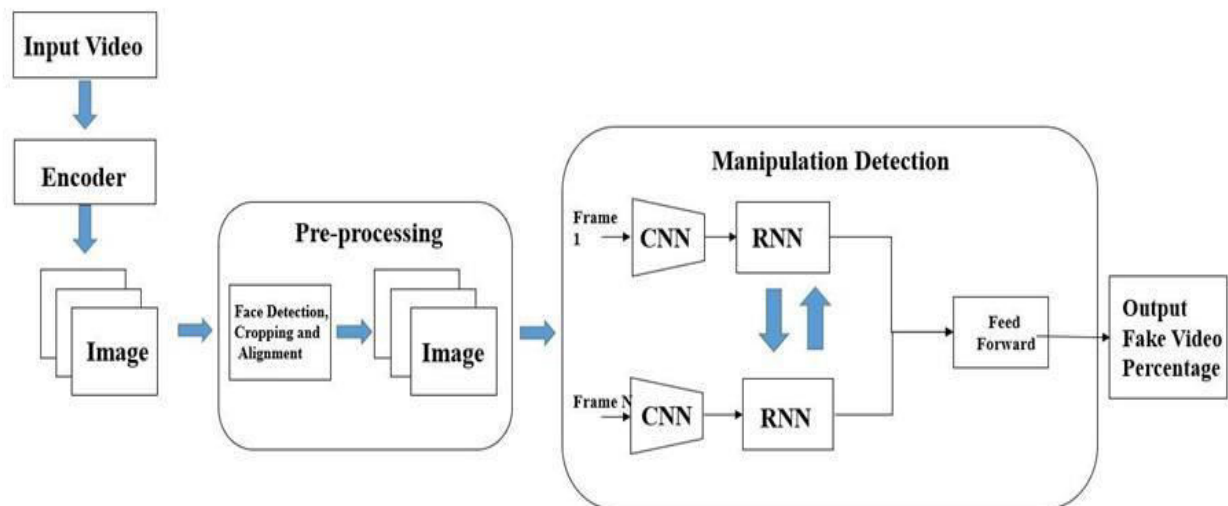 Input Video
Encoder
Image
Pre-processing
Face Detection,
Cropping and
Alignment
Image
Manipulation Detection
Frame
1
CNN
RNN
Frame N
CNN
RNN
Feed
Forward
Output
Fake Video
Percentage